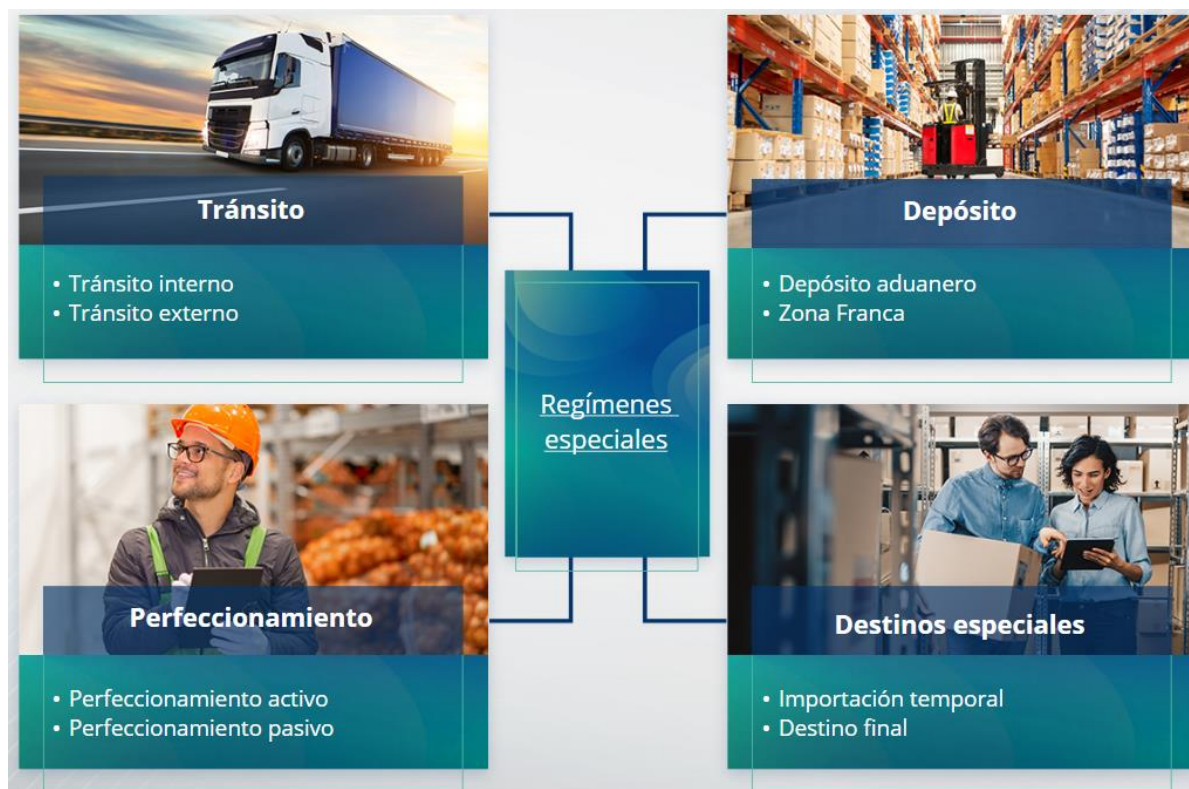 Tránsito
• Tránsito interno
• Tránsito externo
Depósito
• Depósito aduanero
• Zona Franca
Regímenes
especiales
Perfeccionamiento
• Perfeccionamiento activo
• Perfeccionamiento pasivo
Destinos especiales
• Importación temporal
• Destino final